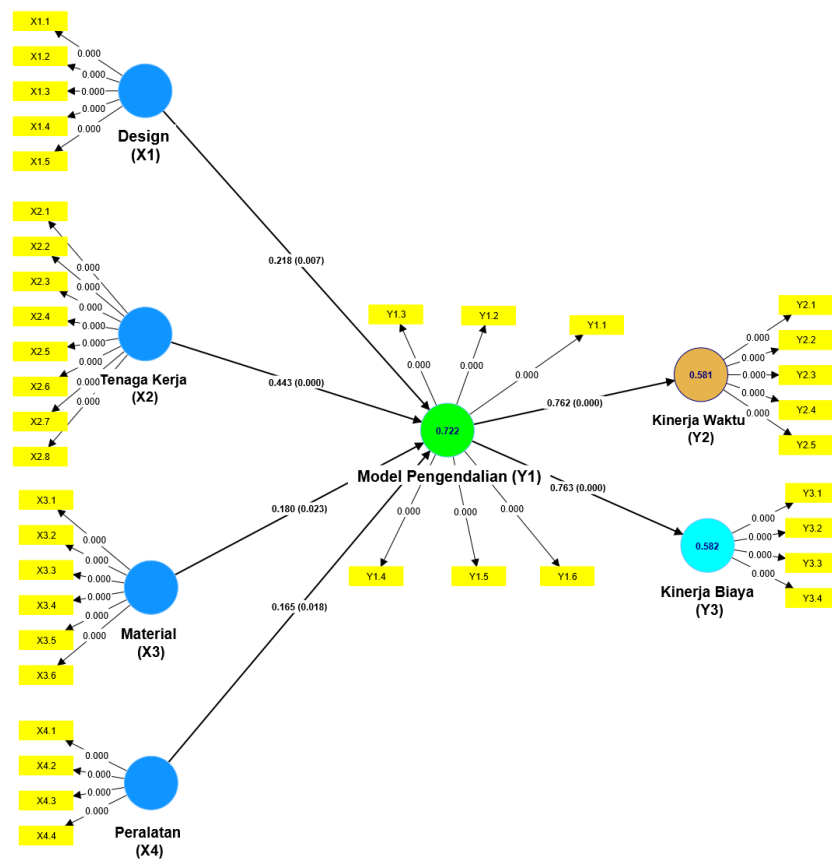 X1.1
X1.2
X1.3
X1.4
X1.5
0.000
0.000
0.000
0.000
0.000
Design
(X1)
X2.1
X2.2
X2.3
X2.4
X2.5
X2.6
X2.7
X2.8
0.000
0.000
0.000
0.000
0.000
0.000
0.000
0.000
Tenaga Kerja
(X2)
X3.1
X3.2
X3.3
X3.4
X3.5
X3.6
0.000
0.000
0.000
0.000
0.000
0.000
Material
(X3)
X4.1
X4.2
X4.3
X4.4
0.000
0.000
0.000
0.000
Peralatan
(X4)
0.218 (0.007)
0.443 (0.000)
0.180 (0.023)
0.165 (0.018)
Y1.3
Y1.2
Y1.1
0.000
0.000
0.000
0.722
Model Pengendalian (Y1)
0.000
0.000
0.000
Y1.4
Y1.5
Y1.6
0.762 (0.000)
0.763 (0.000)
0.581
Kinerja Waktu
(Y2)
0.000
0.000
0.000
0.000
0.000
Y2.1
Y2.2
Y2.3
Y2.4
Y2.5
0.582
Kinerja Biaya
(Y3)
0.000
0.000
0.000
0.000
Y3.1
Y3.2
Y3.3
Y3.4